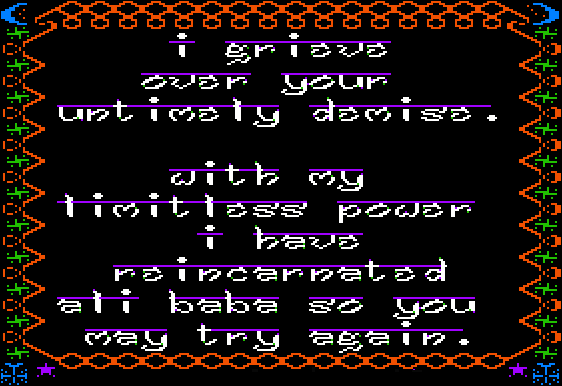 i grieve
over your
untimely demise.
with my
limitless power
i have
reincarnated
ali baba so you
may try again.